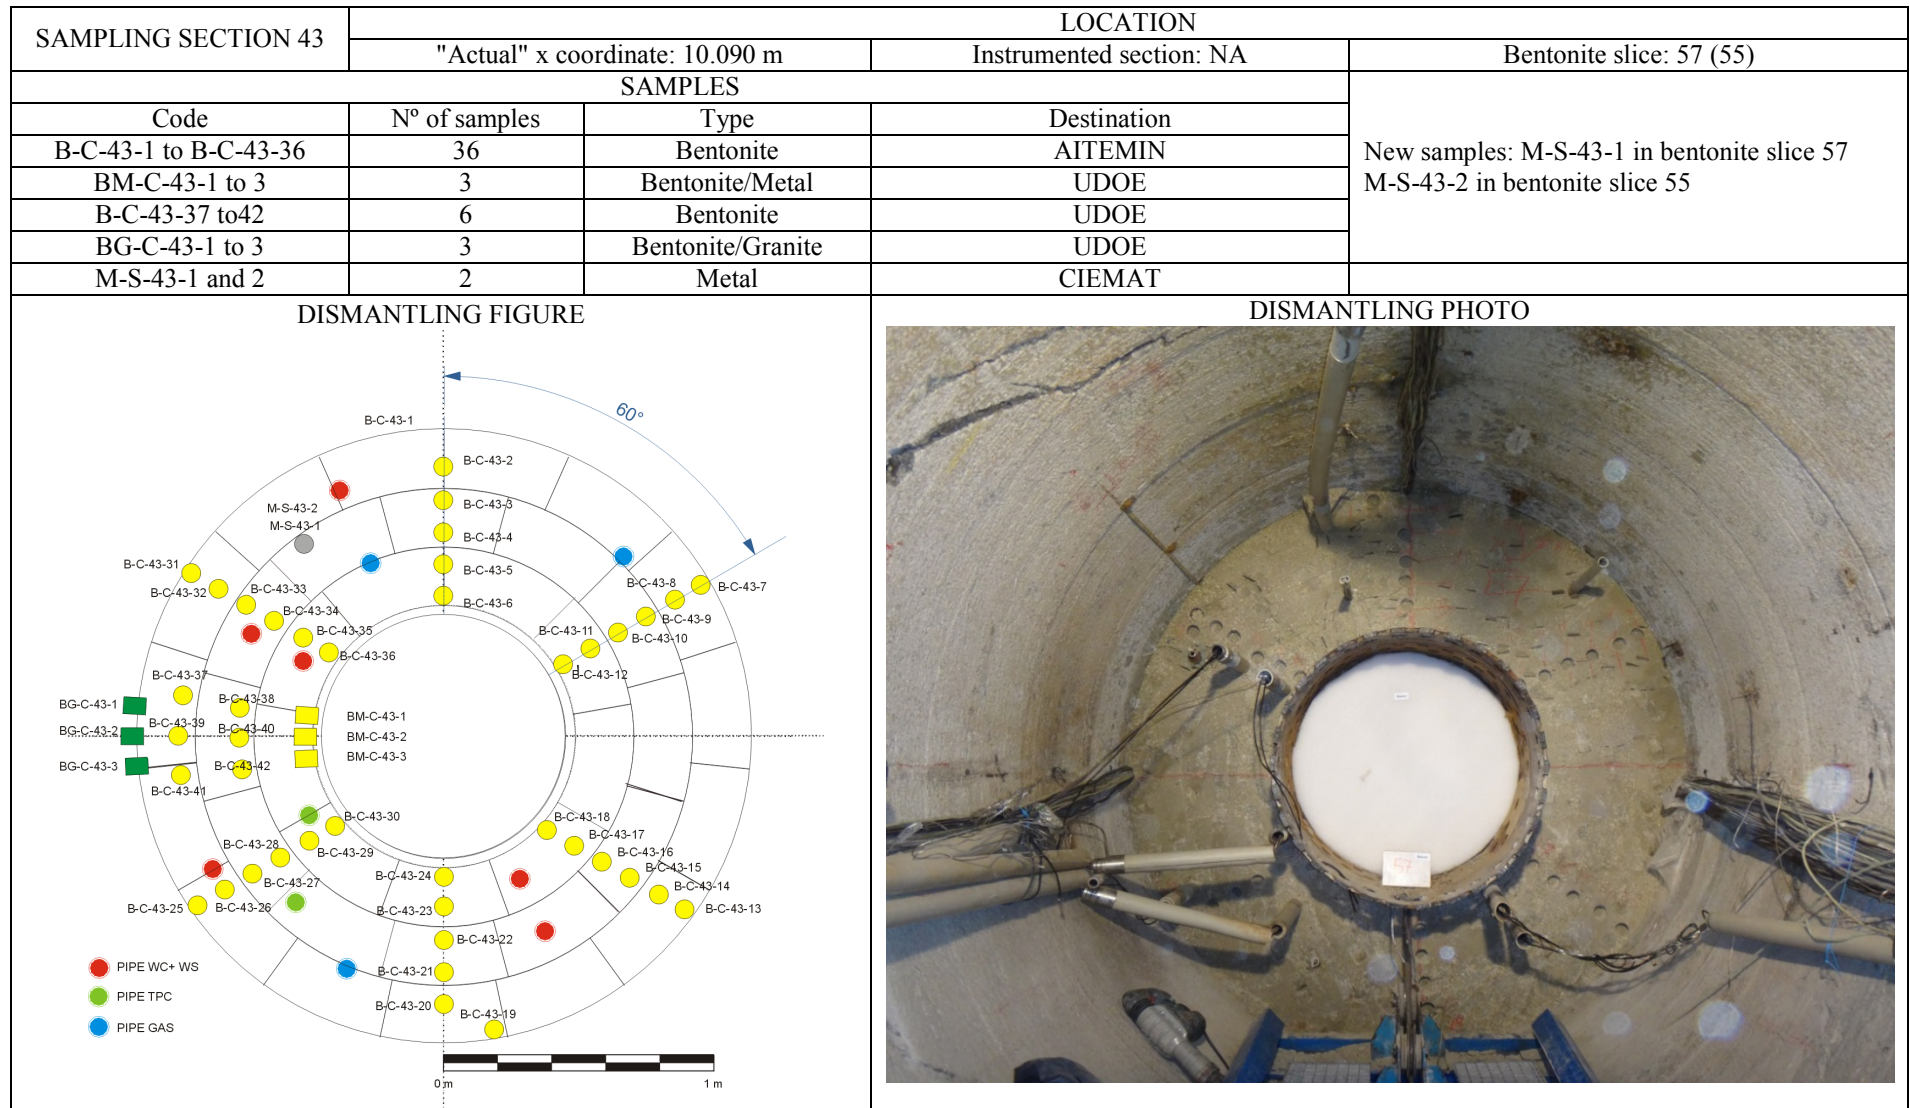 SAMPLING SECTION 43
LOCATION
"Actual" x coordinate: 10.090 m
Instrumented section: NA
Bentonite slice: 57 (55)
SAMPLES
Code
Nº of samples
Type
Destination
B-C-43-1 to B-C-43-36
36
Bentonite
AITEMIN
BM-C-43-1 to 3
3
Bentonite/Metal
UDOE
B-C-43-37 to42
6
Bentonite
UDOE
BG-C-43-1 to 3
3
Bentonite/Granite
UDOE
M-S-43-1 and 2
2
Metal
CIEMAT
New samples: M-S-43-1 in bentonite slice 57
M-S-43-2 in bentonite slice 55
DISMANTLING FIGURE
60°
B-C-43-1
B-C-43-2
B-C-43-3
B-C-43-4
B-C-43-5
B-C-43-6
M-S-43-2
M-S-43-1
B-C-43-7
B-C-43-8
B-C-43-9
B-C-43-10
B-C-43-11
B-C-43-12
B-C-43-31
B-C-43-32
B-C-43-33
B-C-43-34
B-C-43-35
B-C-43-36
B-C-43-37
B-C-43-38
BG-C-43-1
B-C-43-39
B-C-43-40
BG-C-43-2
BG-C-43-3
B-C-43-42
B-C-43-41
BM-C-43-1
BM-C-43-2
BM-C-43-3
B-C-43-18
B-C-43-17
B-C-43-16
B-C-43-15
B-C-43-14
B-C-43-13
B-C-43-30
B-C-43-29
B-C-43-28
B-C-43-27
B-C-43-26
B-C-43-25
B-C-43-24
B-C-43-23
B-C-43-22
B-C-43-21
B-C-43-20
B-C-43-19
PIPE WC+ WS
PIPE TPC
PIPE GAS
0 m
1 m
DISMANTLING PHOTO
57